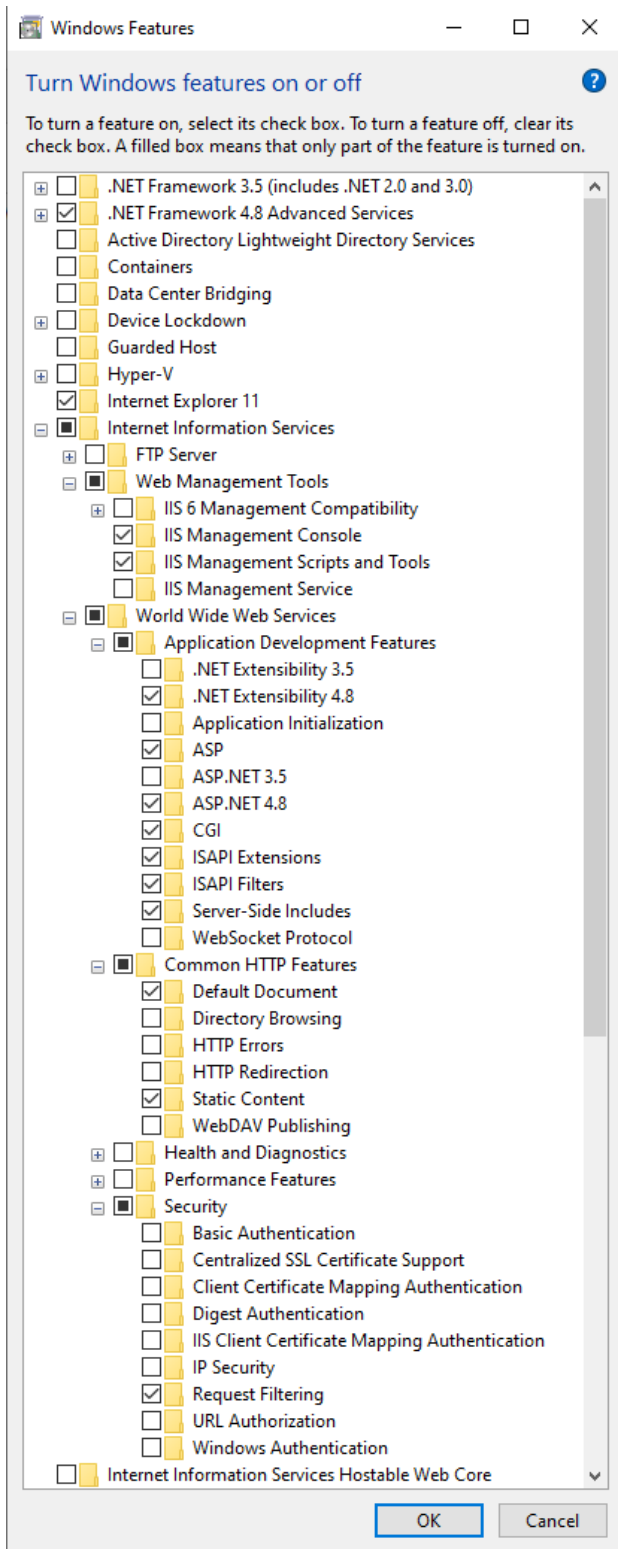 Windows Features
Turn Windows features on or off
?
To turn a feature on, select its check box. To turn a feature off, clear its
check box. A filled box means that only part of the feature is turned on.
.NET Framework 3.5 (includes .NET 2.0 and 3.0)
.NET Framework 4.8 Advanced Services
Active Directory Lightweight Directory Services
Containers
Data Center Bridging
Device Lockdown
Guarded Host
Hyper-V
Internet Explorer 11
Internet Information Services
FTP Server
Web Management Tools
IIS 6 Management Compatibility
IIS Management Console
IIS Management Scripts and Tools
IIS Management Service
World Wide Web Services
Application Development Features
.NET Extensibility 3.5
.NET Extensibility 4.8
Application Initialization
ASP
ASP.NET 3.5
ASP.NET 4.8
CGI
ISAPI Extensions
ISAPI Filters
Server-Side Includes
WebSocket Protocol
Common HTTP Features
Default Document
Directory Browsing
HTTP Errors
HTTP Redirection
Static Content
WebDAV Publishing
Health and Diagnostics
Performance Features
Security
Basic Authentication
Centralized SSL Certificate Support
Client Certificate Mapping Authentication
Digest Authentication
IIS Client Certificate Mapping Authentication
IP Security
Request Filtering
URL Authorization
Windows Authentication
Internet Information Services Hostable Web Core
OK Cancel